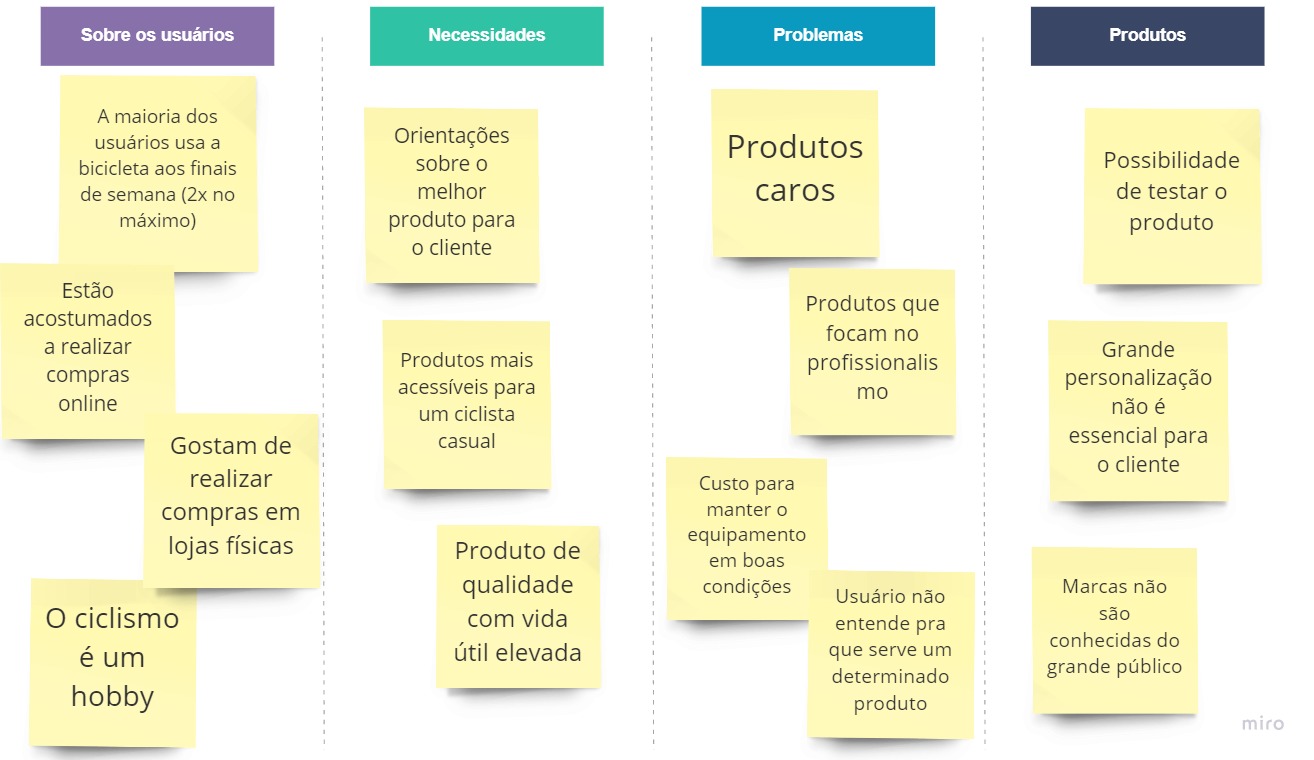 Sobre os usuários
A maioria dos
usuários usa a
bicicleta aos finais
de semana (2x no
máximo)
Estão
acostumados
a realizar
compras
online
Gostam de
realizar
compras em
lojas físicas
O ciclismo
é um
hobby
Necessidades
Orientações
sobre o
melhor
produto para
o cliente
Produtos mais
acessíveis para
um ciclista
casual
Produto de
qualidade
com vida
útil elevada
Problemas
Produtos
caros
Produtos que
focam no
profissionalis
mo
Custo para
manter o
equipamento
em boas
condições
Usuário não
entende pra
que serve um
determinado
produto
Produtos
Possibilidade
de testar o
produto
Grande
personalização
não é
essencial para
o cliente
Marcas não
são
conhecidas do
grande público
miro